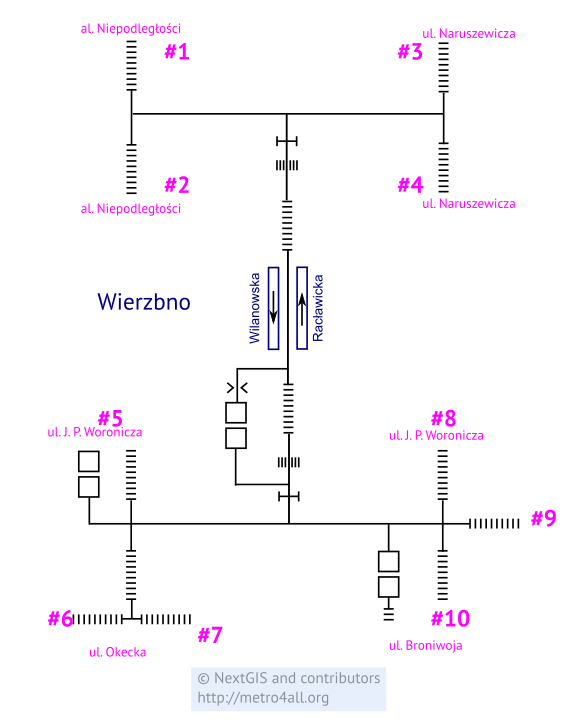 al. Niepodległości
#1
ul. Naruszewicza
#3
#2
al. Niepodległości
#4
ul. Naruszewicza
Wierzbno
Wilanowska
Racławicka
#5
ul. J. P. Woronicza
#8
ul. J. P. Woronicza
#9
#6
#7
ul. Okecka
#10
ul. Broniwoja
© NextGIS and contributors
http://metro4all.org